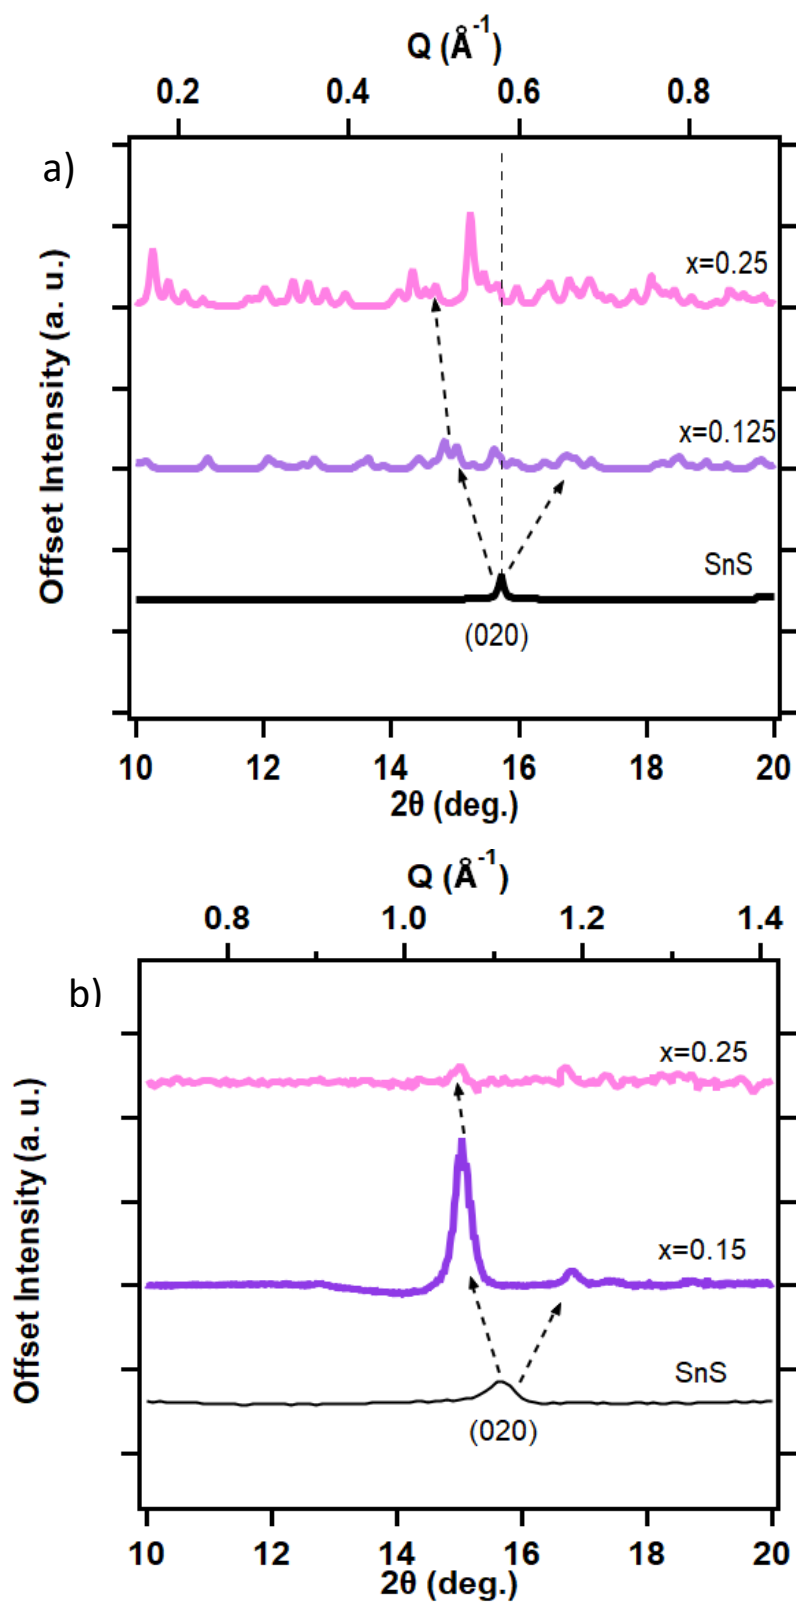 Q (Å⁻¹)
0.2 0.4 0.6 0.8
a)
x=0.25
x=0.125
SnS
(020)
Offset Intensity (a. u.)
10 12 14 16 18 20
2θ (deg.)
Q (Å⁻¹)
0.8 1.0 1.2 1.4
b)
x=0.25
x=0.15
SnS
(020)
Offset Intensity (a. u.)
10 12 14 16 18 20
2θ (deg.)